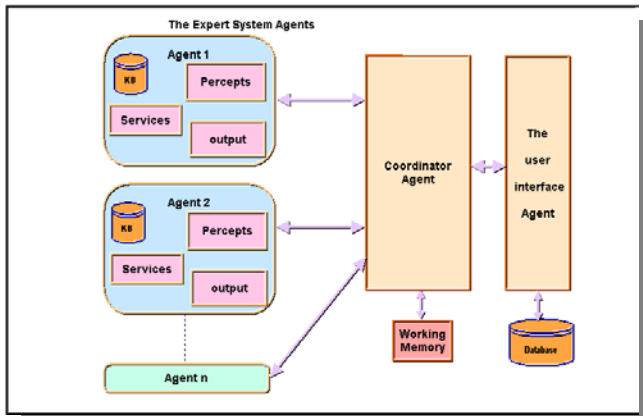 The Expert System Agents
Agent 1
KB
Percepts
Services
output
Agent 2
KB
Percepts
Services
output
Agent n
Coordinator
Agent
Working
Memory
The
user
interface
Agent
Database